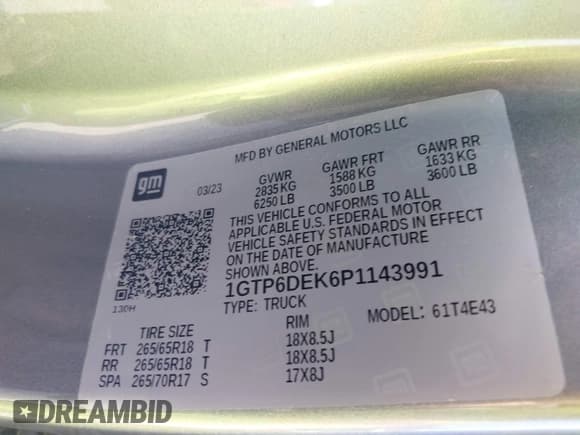 MFD BY GENERAL MOTORS LLC
gm
03/23
GVWR GAWR FRT GAWR RR
2835 KG 1588 KG 1633 KG
6250 LB 3500 LB 3600 LB
THIS VEHICLE CONFORMS TO ALL
APPLICABLE U.S. FEDERAL MOTOR
VEHICLE SAFETY STANDARDS IN EFFECT
ON THE DATE OF MANUFACTURE
SHOWN ABOVE.
130H
1GTP6DEK6P1143991
TYPE: TRUCK MODEL: 61T4E43
TIRE SIZE RIM
FRT 265/65R18 T 18X8.5J
RR 265/65R18 T 18X8.5J
SPA 265/70R17 S 17X8J
DREAMBID